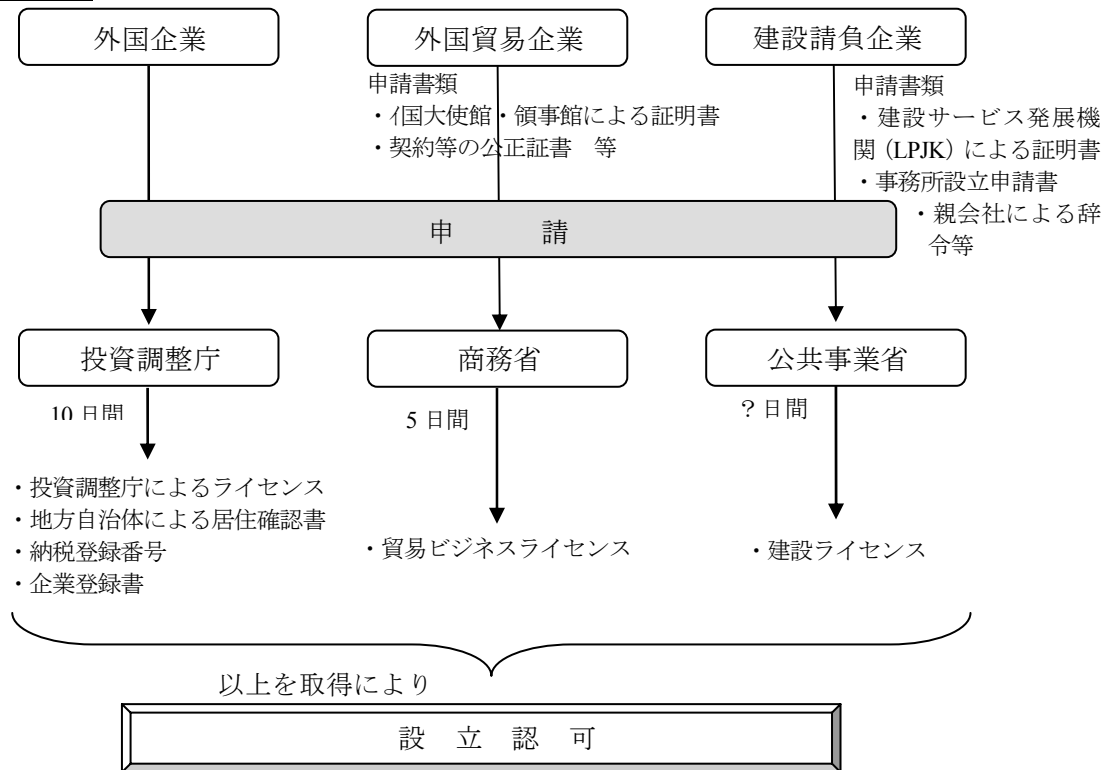 外国企業
外国貿易企業
建設請負企業
申請書類
・イ国大使館・領事館による証明書
・契約等の公正証書　等
申請書類
・建設サービス発展機
関（LPJK）による証明書
・事務所設立申請書
・親会社による辞
令等
申　　　請
投資調整庁
商務省
公共事業省
10 日間
5 日間
？日間
・投資調整庁によるライセンス
・地方自治体による居住確認書
・納税登録番号
・企業登録書
・貿易ビジネスライセンス
・建設ライセンス
以上を取得により
設　立　認　可